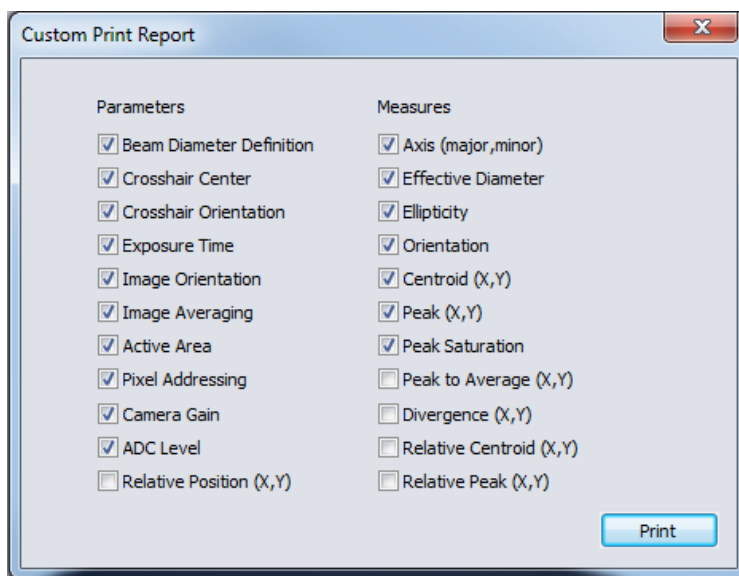 Custom Print Report
Parameters
Beam Diameter Definition
Crosshair Center
Crosshair Orientation
Exposure Time
Image Orientation
Image Averaging
Active Area
Pixel Addressing
Camera Gain
ADC Level
Relative Position (X,Y)
Measures
Axis (major,minor)
Effective Diameter
Ellipticity
Orientation
Centroid (X,Y)
Peak (X,Y)
Peak Saturation
Peak to Average (X,Y)
Divergence (X,Y)
Relative Centroid (X,Y)
Relative Peak (X,Y)
Print